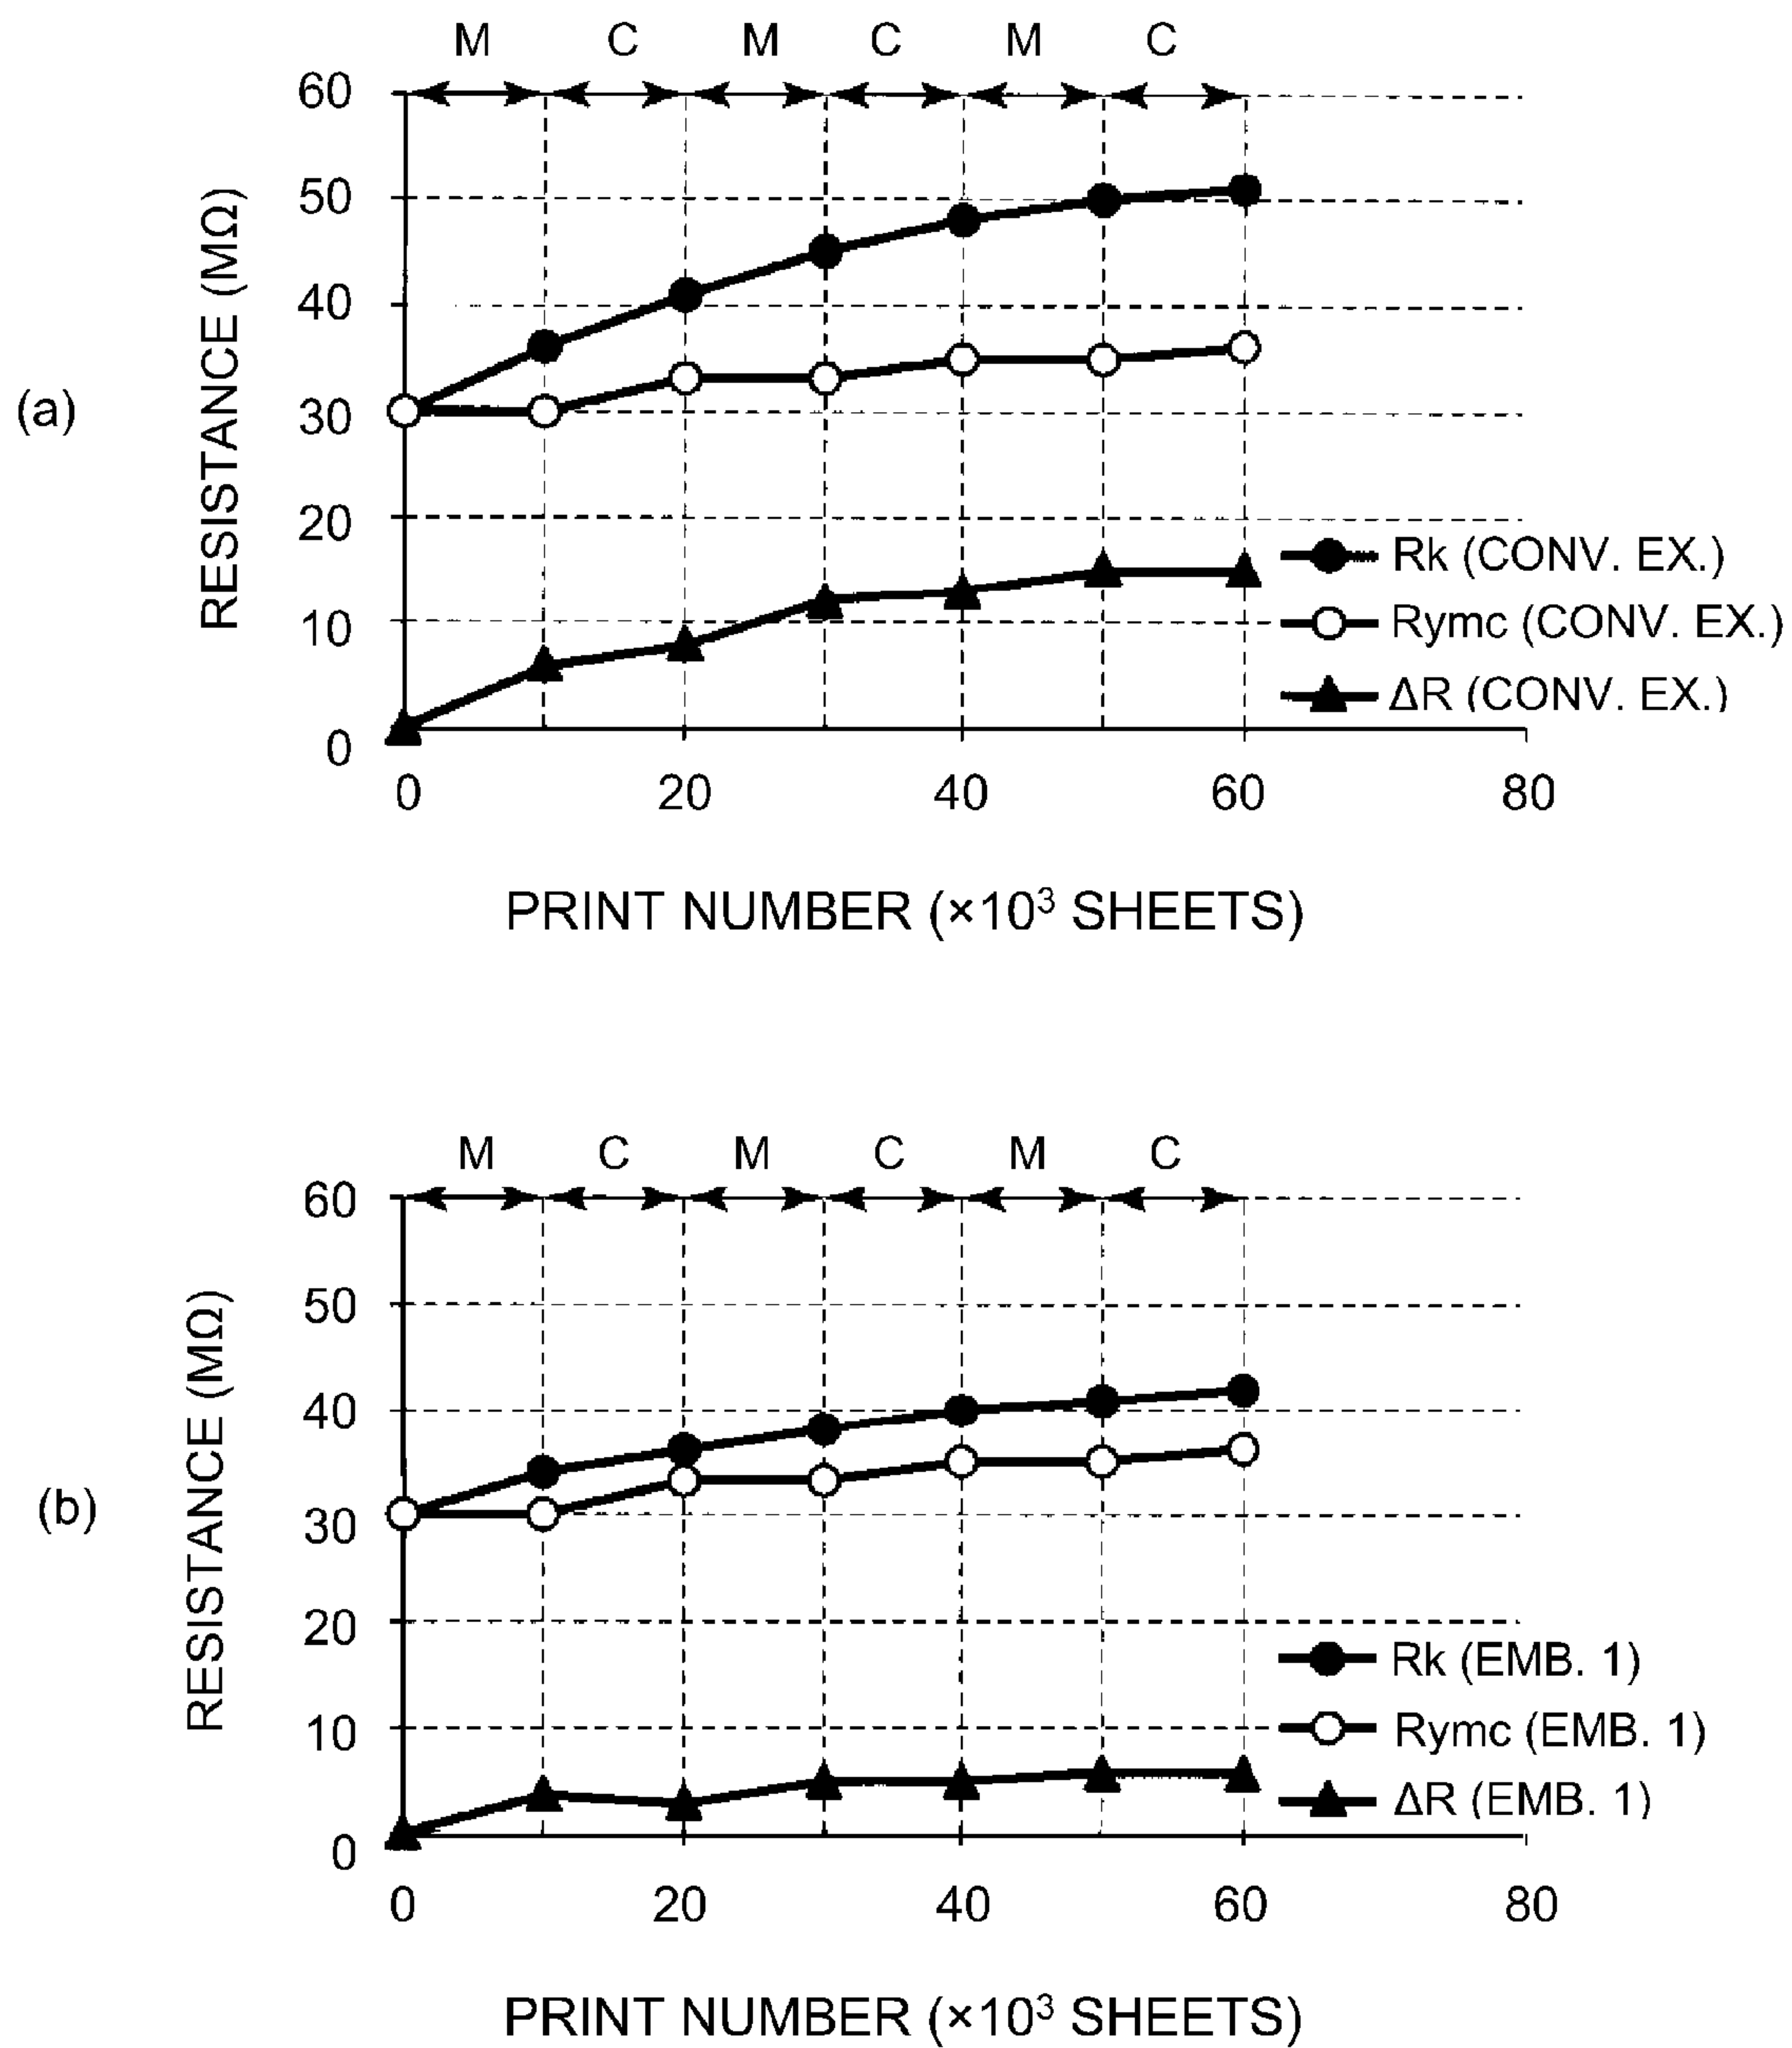 M C M C M C
60
50
40
30
20
10
0
(a)
RESISTANCE (MΩ)
Rk (CONV. EX.)
Rymc (CONV. EX.)
ΔR (CONV. EX.)
0 20 40 60 80
PRINT NUMBER (×10³ SHEETS)
M C M C M C
60
50
40
30
20
10
0
(b)
RESISTANCE (MΩ)
Rk (EMB. 1)
Rymc (EMB. 1)
ΔR (EMB. 1)
0 20 40 60 80
PRINT NUMBER (×10³ SHEETS)